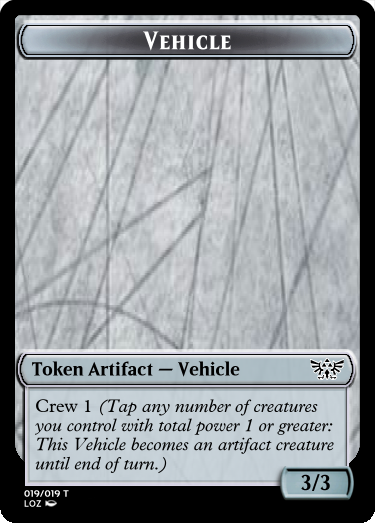 Vehicle
Token Artifact — Vehicle
Crew 1 (Tap any number of creatures
you control with total power 1 or greater:
This Vehicle becomes an artifact creature
until end of turn.)
3/3
019/019 T
LOZ